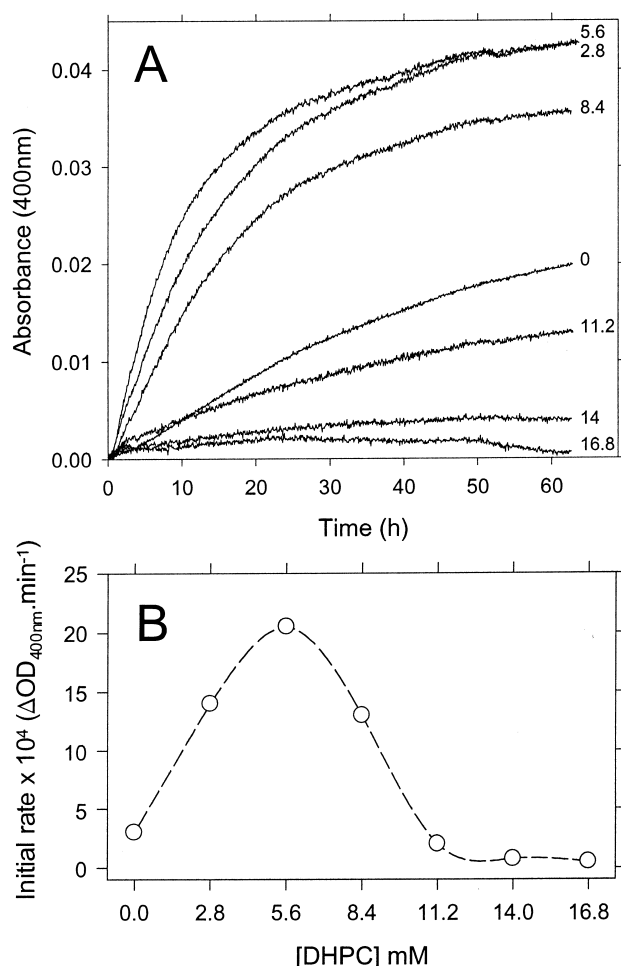 A
Absorbance (400nm)
0.04
0.03
0.02
0.01
0.00
5.6
2.8
8.4
0
11.2
14
16.8
0 10 20 30 40 50 60
Time (h)
B
Initial rate x 10⁴ (ΔOD₄₀₀ₙₘ.min⁻¹)
25
20
15
10
5
0
0.0 2.8 5.6 8.4 11.2 14.0 16.8
[DHPC] mM